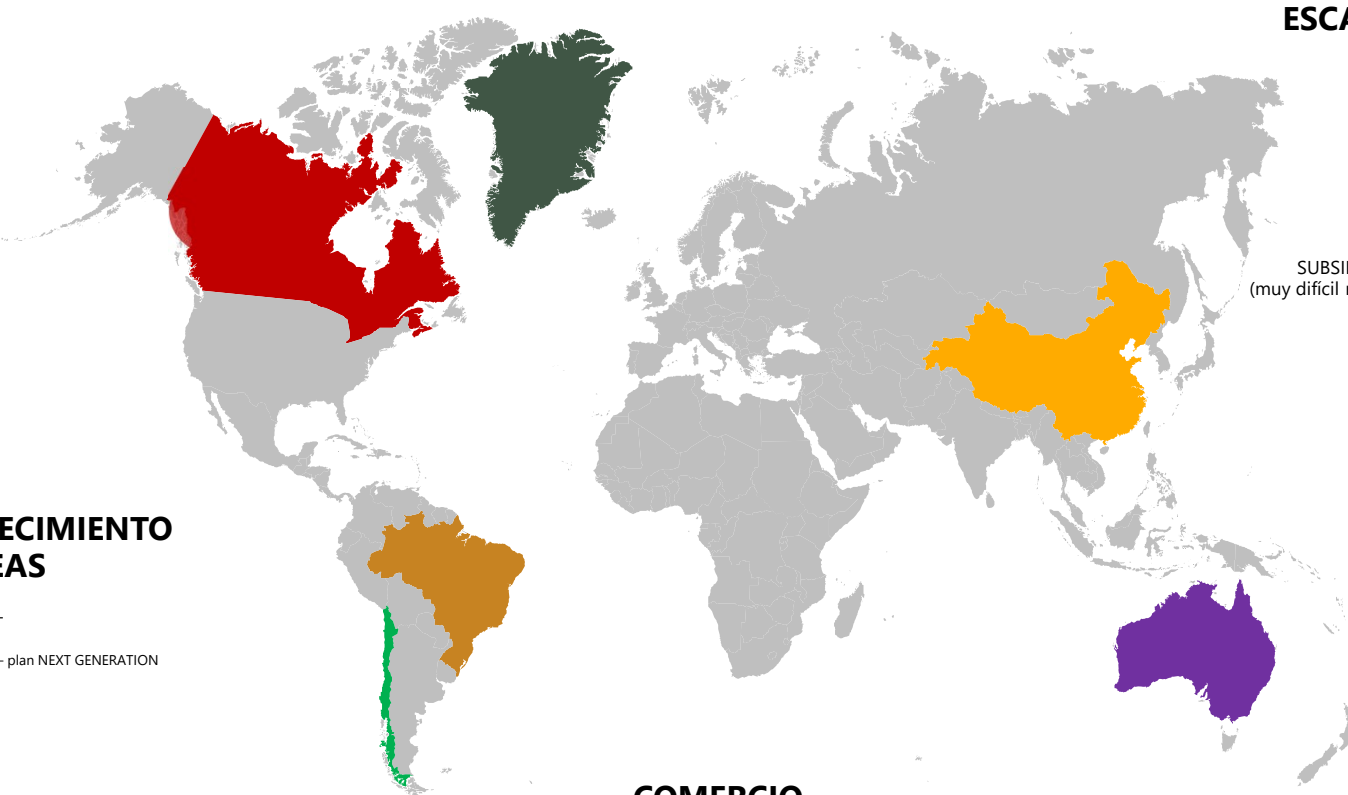 ESCA
SUBSI
(muy difícil
ECIMIENTO
EAS
-
- plan NEXT GENERATION
COMERCIO